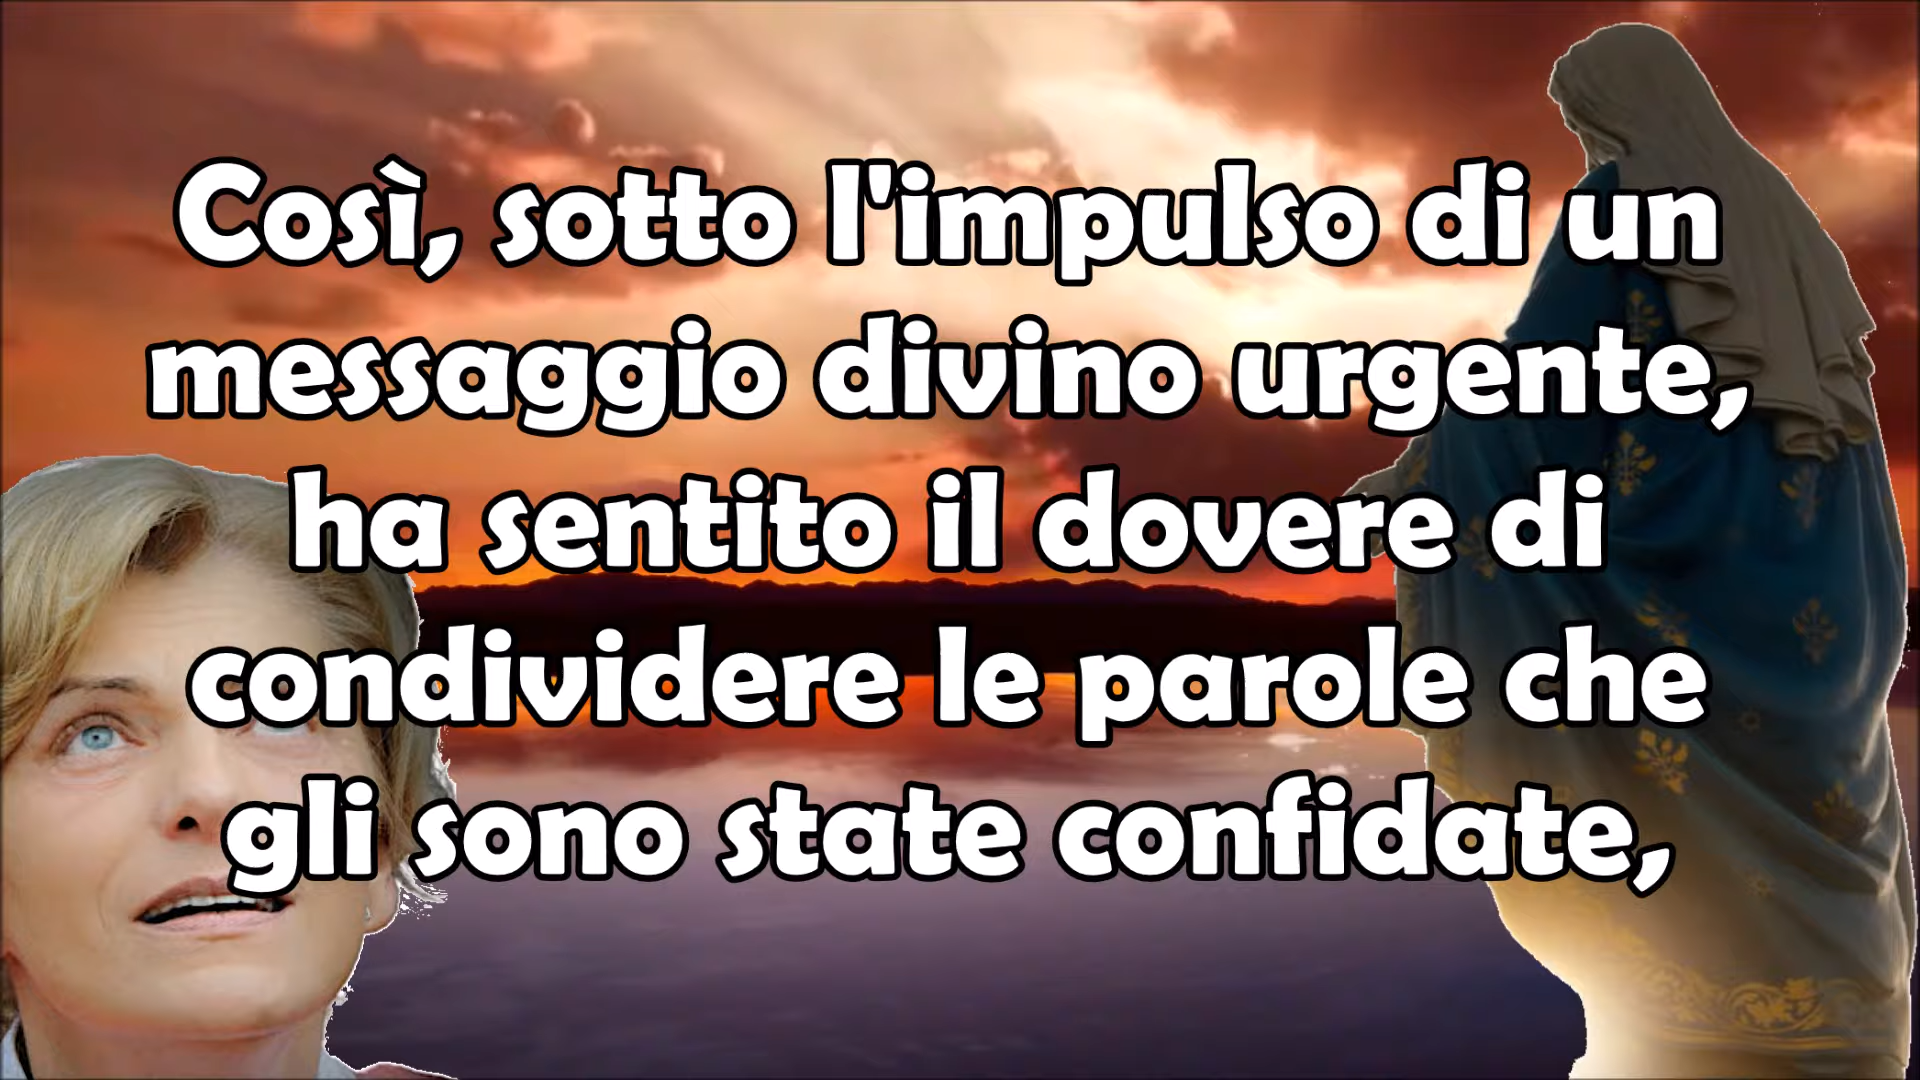 Così, sotto l'impulso di un
messaggio divino urgente,
ha sentito il dovere di
condividere le parole che
gli sono state confidate,